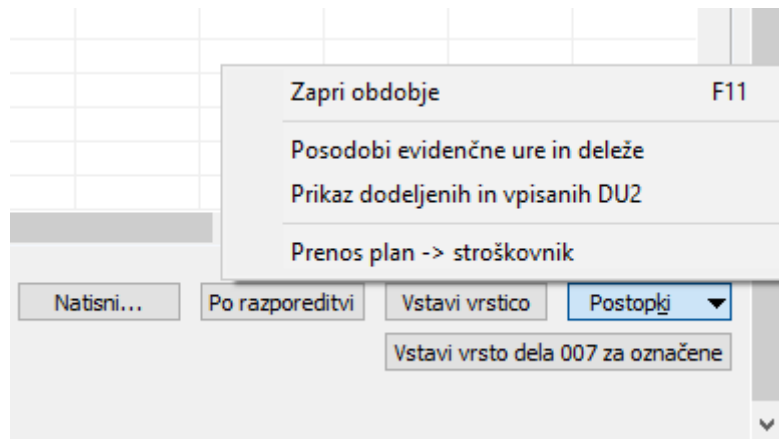 Zapri obdobje F11
Posodobi evidenčne ure in deleže
Prikaz dodeljenih in vpisanih DU2
Prenos plan -> stroškovnik
Natisni... Po razporeditvi Vstavi vrstico Postopki
Vstavi vrsto dela 007 za označene